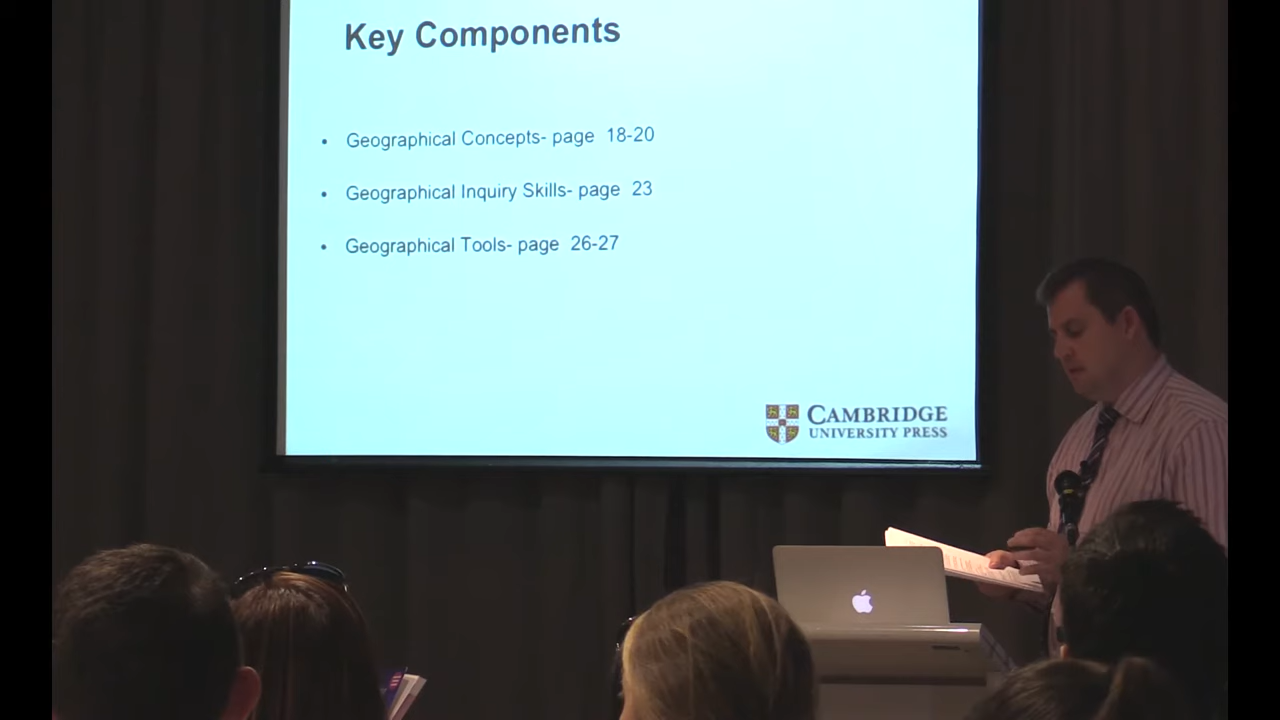 Key Components
• Geographical Concepts- page 18-20
• Geographical Inquiry Skills- page 23
• Geographical Tools- page 26-27
CAMBRIDGE
UNIVERSITY PRESS